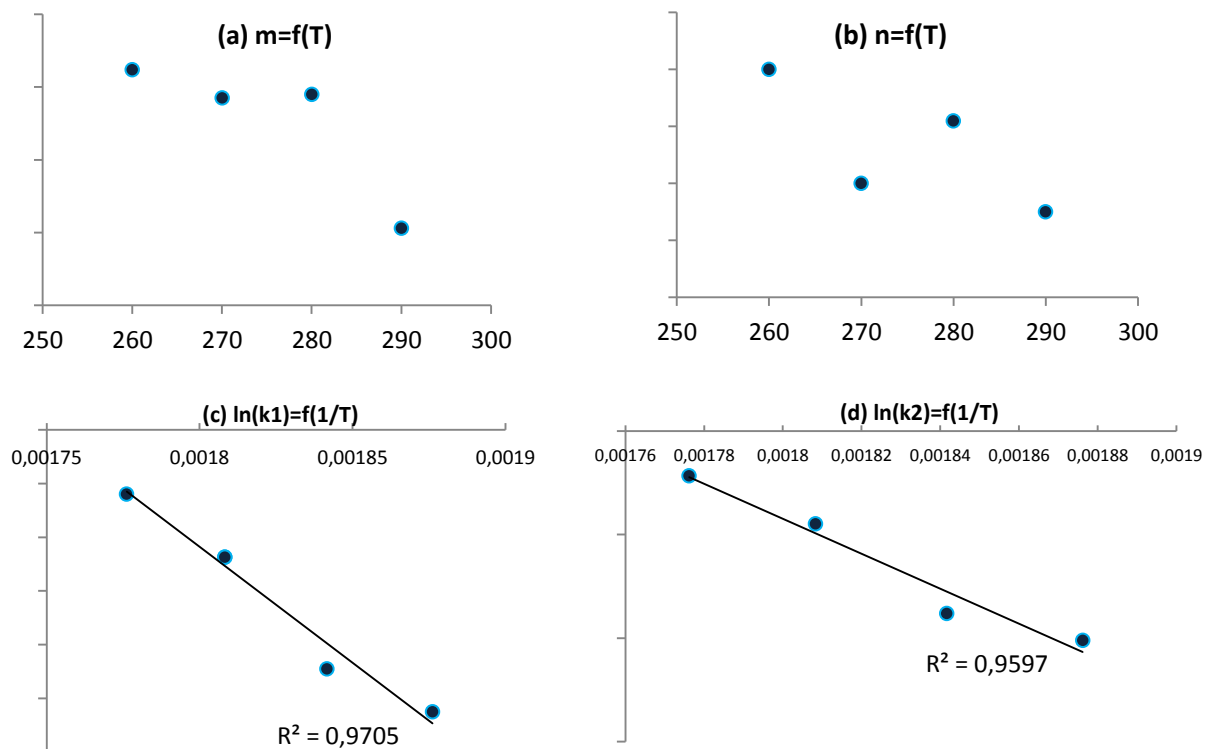 (a) m=f(T)
250 260 270 280 290 300
(b) n=f(T)
250 260 270 280 290 300
(c) ln(k1)=f(1/T)
0,00175 0,0018 0,00185 0,0019
R² = 0,9705
(d) ln(k2)=f(1/T)
0,00176 0,00178 0,0018 0,00182 0,00184 0,00186 0,00188 0,0019
R² = 0,9597